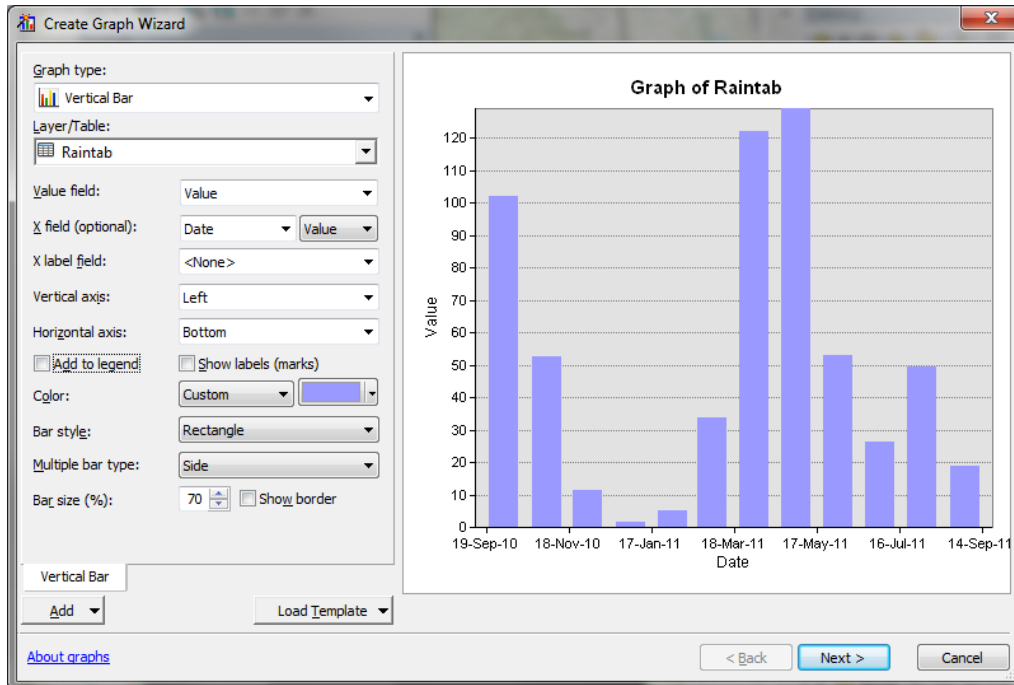 Create Graph Wizard
Graph type:
Vertical Bar
Layer/Table:
Raintab
Value field:
Value
X field (optional):
Date
Value
X label field:
<None>
Vertical axis:
Left
Horizontal axis:
Bottom
Add to legend
Show labels (marks)
Color:
Custom
Bar style:
Rectangle
Multiple bar type:
Side
Bar size (%):
70
Show border
Vertical Bar
Add
Load Template
Graph of Raintab
Value
120
110
100
90
80
70
60
50
40
30
20
10
0
19-Sep-10 18-Nov-10 17-Jan-11 18-Mar-11 17-May-11 16-Jul-11 14-Sep-11
Date
About graphs
< Back
Next >
Cancel